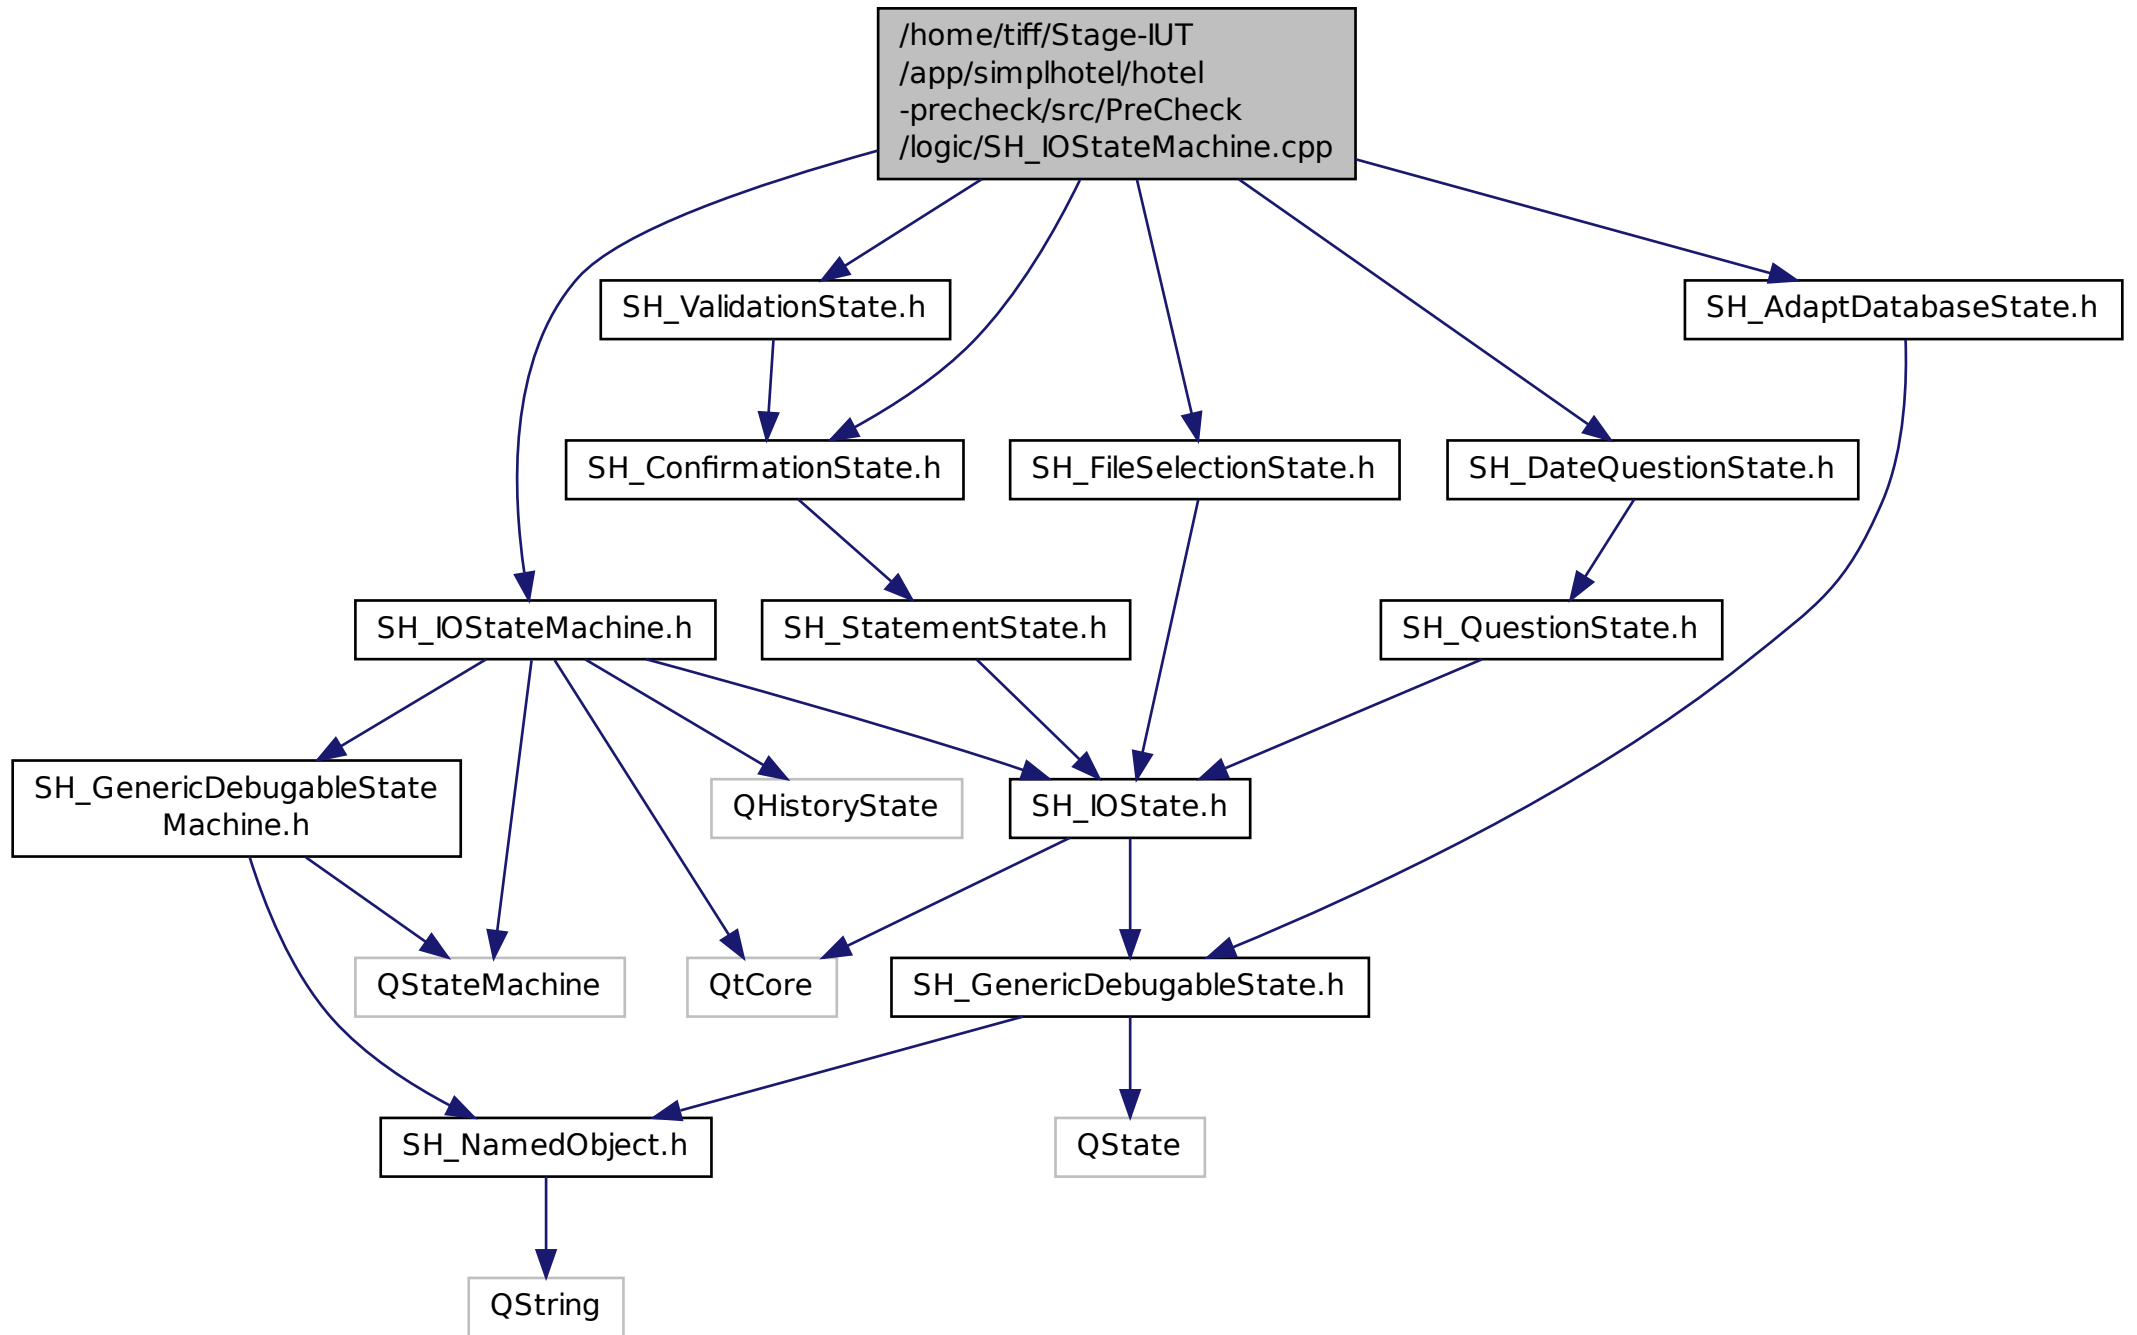 /home/tiff/Stage-IUT
/app/simplhotel/hotel
-precheck/src/PreCheck
/logic/SH_IOStateMachine.cpp
SH_ValidationState.h
SH_AdaptDatabaseState.h
SH_ConfirmationState.h
SH_FileSelectionState.h
SH_DateQuestionState.h
SH_IOStateMachine.h
SH_StatementState.h
SH_QuestionState.h
SH_GenericDebugableState
Machine.h
QHistoryState
SH_IOState.h
QStateMachine
QtCore
SH_GenericDebugableState.h
SH_NamedObject.h
QState
QString